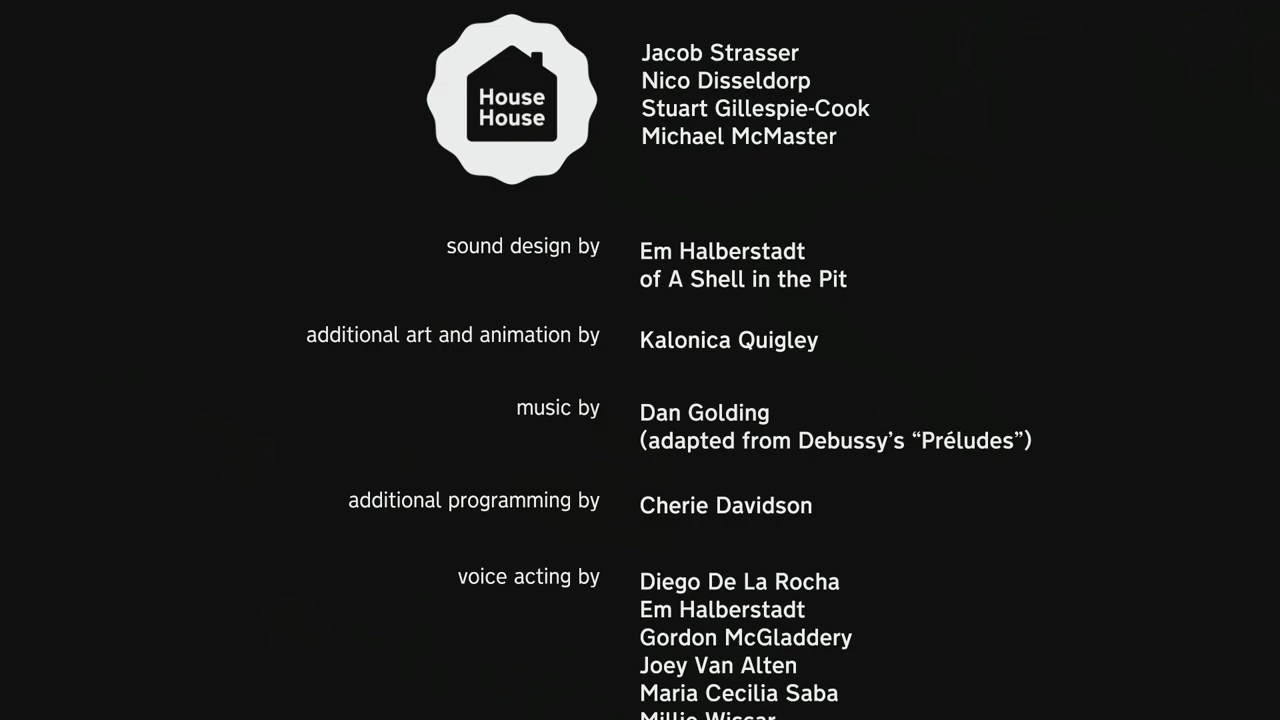 House
House
Jacob Strasser
Nico Disseldorp
Stuart Gillespie-Cook
Michael McMaster
sound design by
Em Halberstadt
of A Shell in the Pit
additional art and animation by
Kalonica Quigley
music by
Dan Golding
(adapted from Debussy’s “Préludes”)
additional programming by
Cherie Davidson
voice acting by
Diego De La Rocha
Em Halberstadt
Gordon McGladdery
Joey Van Alten
Maria Cecilia Saba